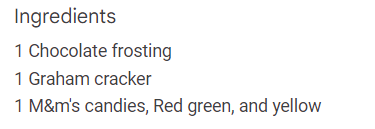 Ingredients
1 Chocolate frosting
1 Graham cracker
1 M&m's candies, Red green, and yellow